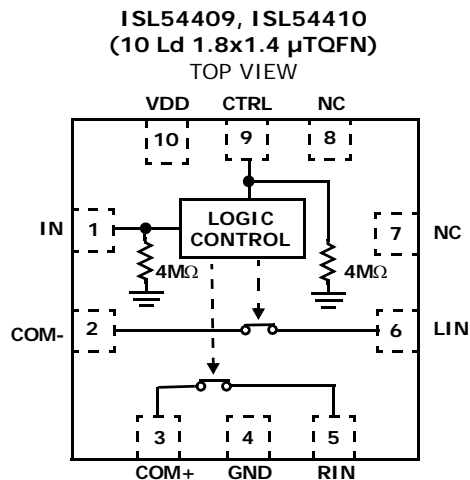 ISL54409, ISL54410
(10 Ld 1.8x1.4 µTQFN)
TOP VIEW
VDD CTRL NC
10 9 8
IN 1 LOGIC CONTROL 7 NC
4MΩ 4MΩ
COM- 2 6 LIN
3 4 5
COM+ GND RIN